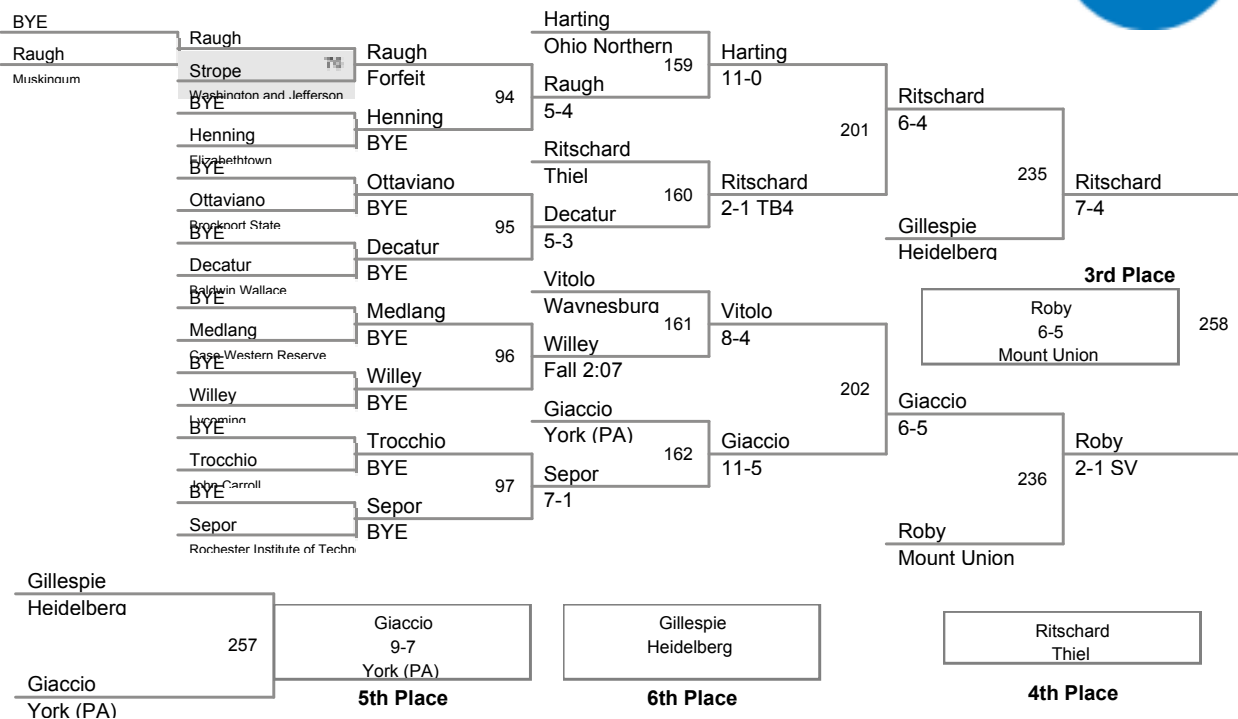 BYE
Raugh
Muskingum
Raugh
Strope
Washington and Jefferson
BYE
Henning
Elizabethtown
BYE
Ottaviano
Brockport State
BYE
Decatur
Baldwin Wallace
BYE
Medlang
Case Western Reserve
BYE
Willey
Lycoming
BYE
Trocchio
John Carroll
BYE
Sepor
Rochester Institute of Techn
Raugh
Forfeit
94
Henning
BYE
Ottaviano
BYE
95
Decatur
BYE
Medlang
BYE
96
Willey
BYE
Trocchio
BYE
97
Sepor
BYE
Harting
Ohio Northern
159
Raugh
5-4
Ritschard
Thiel
160
Decatur
5-3
Vitolo
Waynesburg
161
Willey
Fall 2:07
Giaccio
York (PA)
162
Sepor
7-1
Harting
11-0
201
Ritschard
2-1 TB4
Vitolo
8-4
202
Giaccio
11-5
Ritschard
6-4
235
Gillespie
Heidelberg
Giaccio
6-5
236
Roby
Mount Union
Ritschard
7-4
3rd Place
Roby
6-5
Mount Union
258
Roby
2-1 SV
Gillespie
Heidelberg
257
Giaccio
York (PA)
Giaccio
9-7
York (PA)
5th Place
Gillespie
Heidelberg
6th Place
Ritschard
Thiel
4th Place